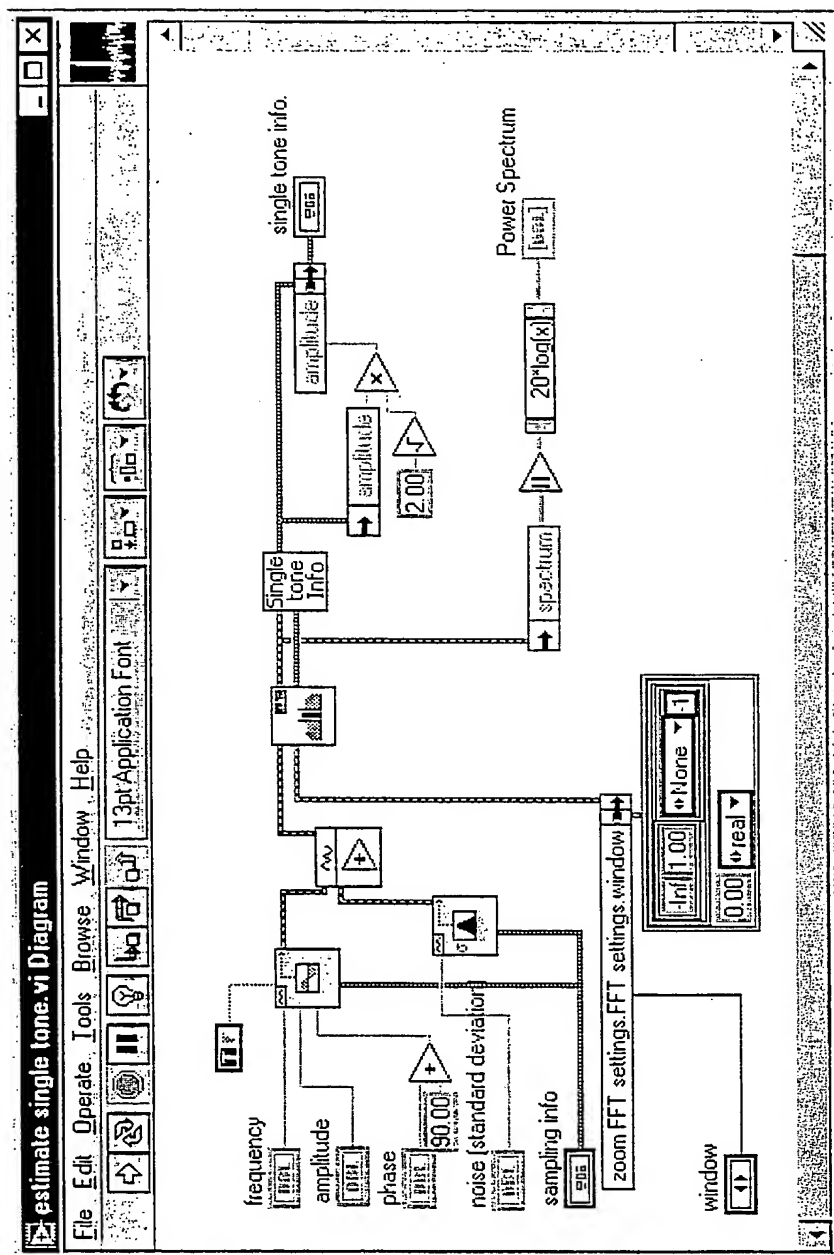 estimate single tone.vi Diagram
File Edit Operate Tools Browse Window Help
13pt Application Font
frequency
amplitude
phase
90.00
noise (standard deviation)
sampling info
zoom FFT settings.FFT settings.window
window
-Inf 1.00 None -1
0.00 real
Single
tone
Info
amplitude
2.00
amplitude
single tone info.
spectrum
20*log(x)
Power Spectrum